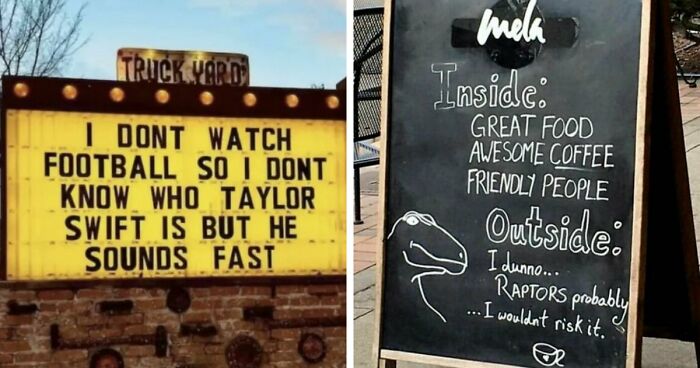 TRUCK YARD
I DONT WATCH
FOOTBALL SO I DONT
KNOW WHO TAYLOR
SWIFT IS BUT HE
SOUNDS FAST
mela
Inside:
GREAT FOOD
AWESOME COFFEE
FRIENDLY PEOPLE
Outside:
I dunno...
RAPTORS probably
...I wouldnt risk it.